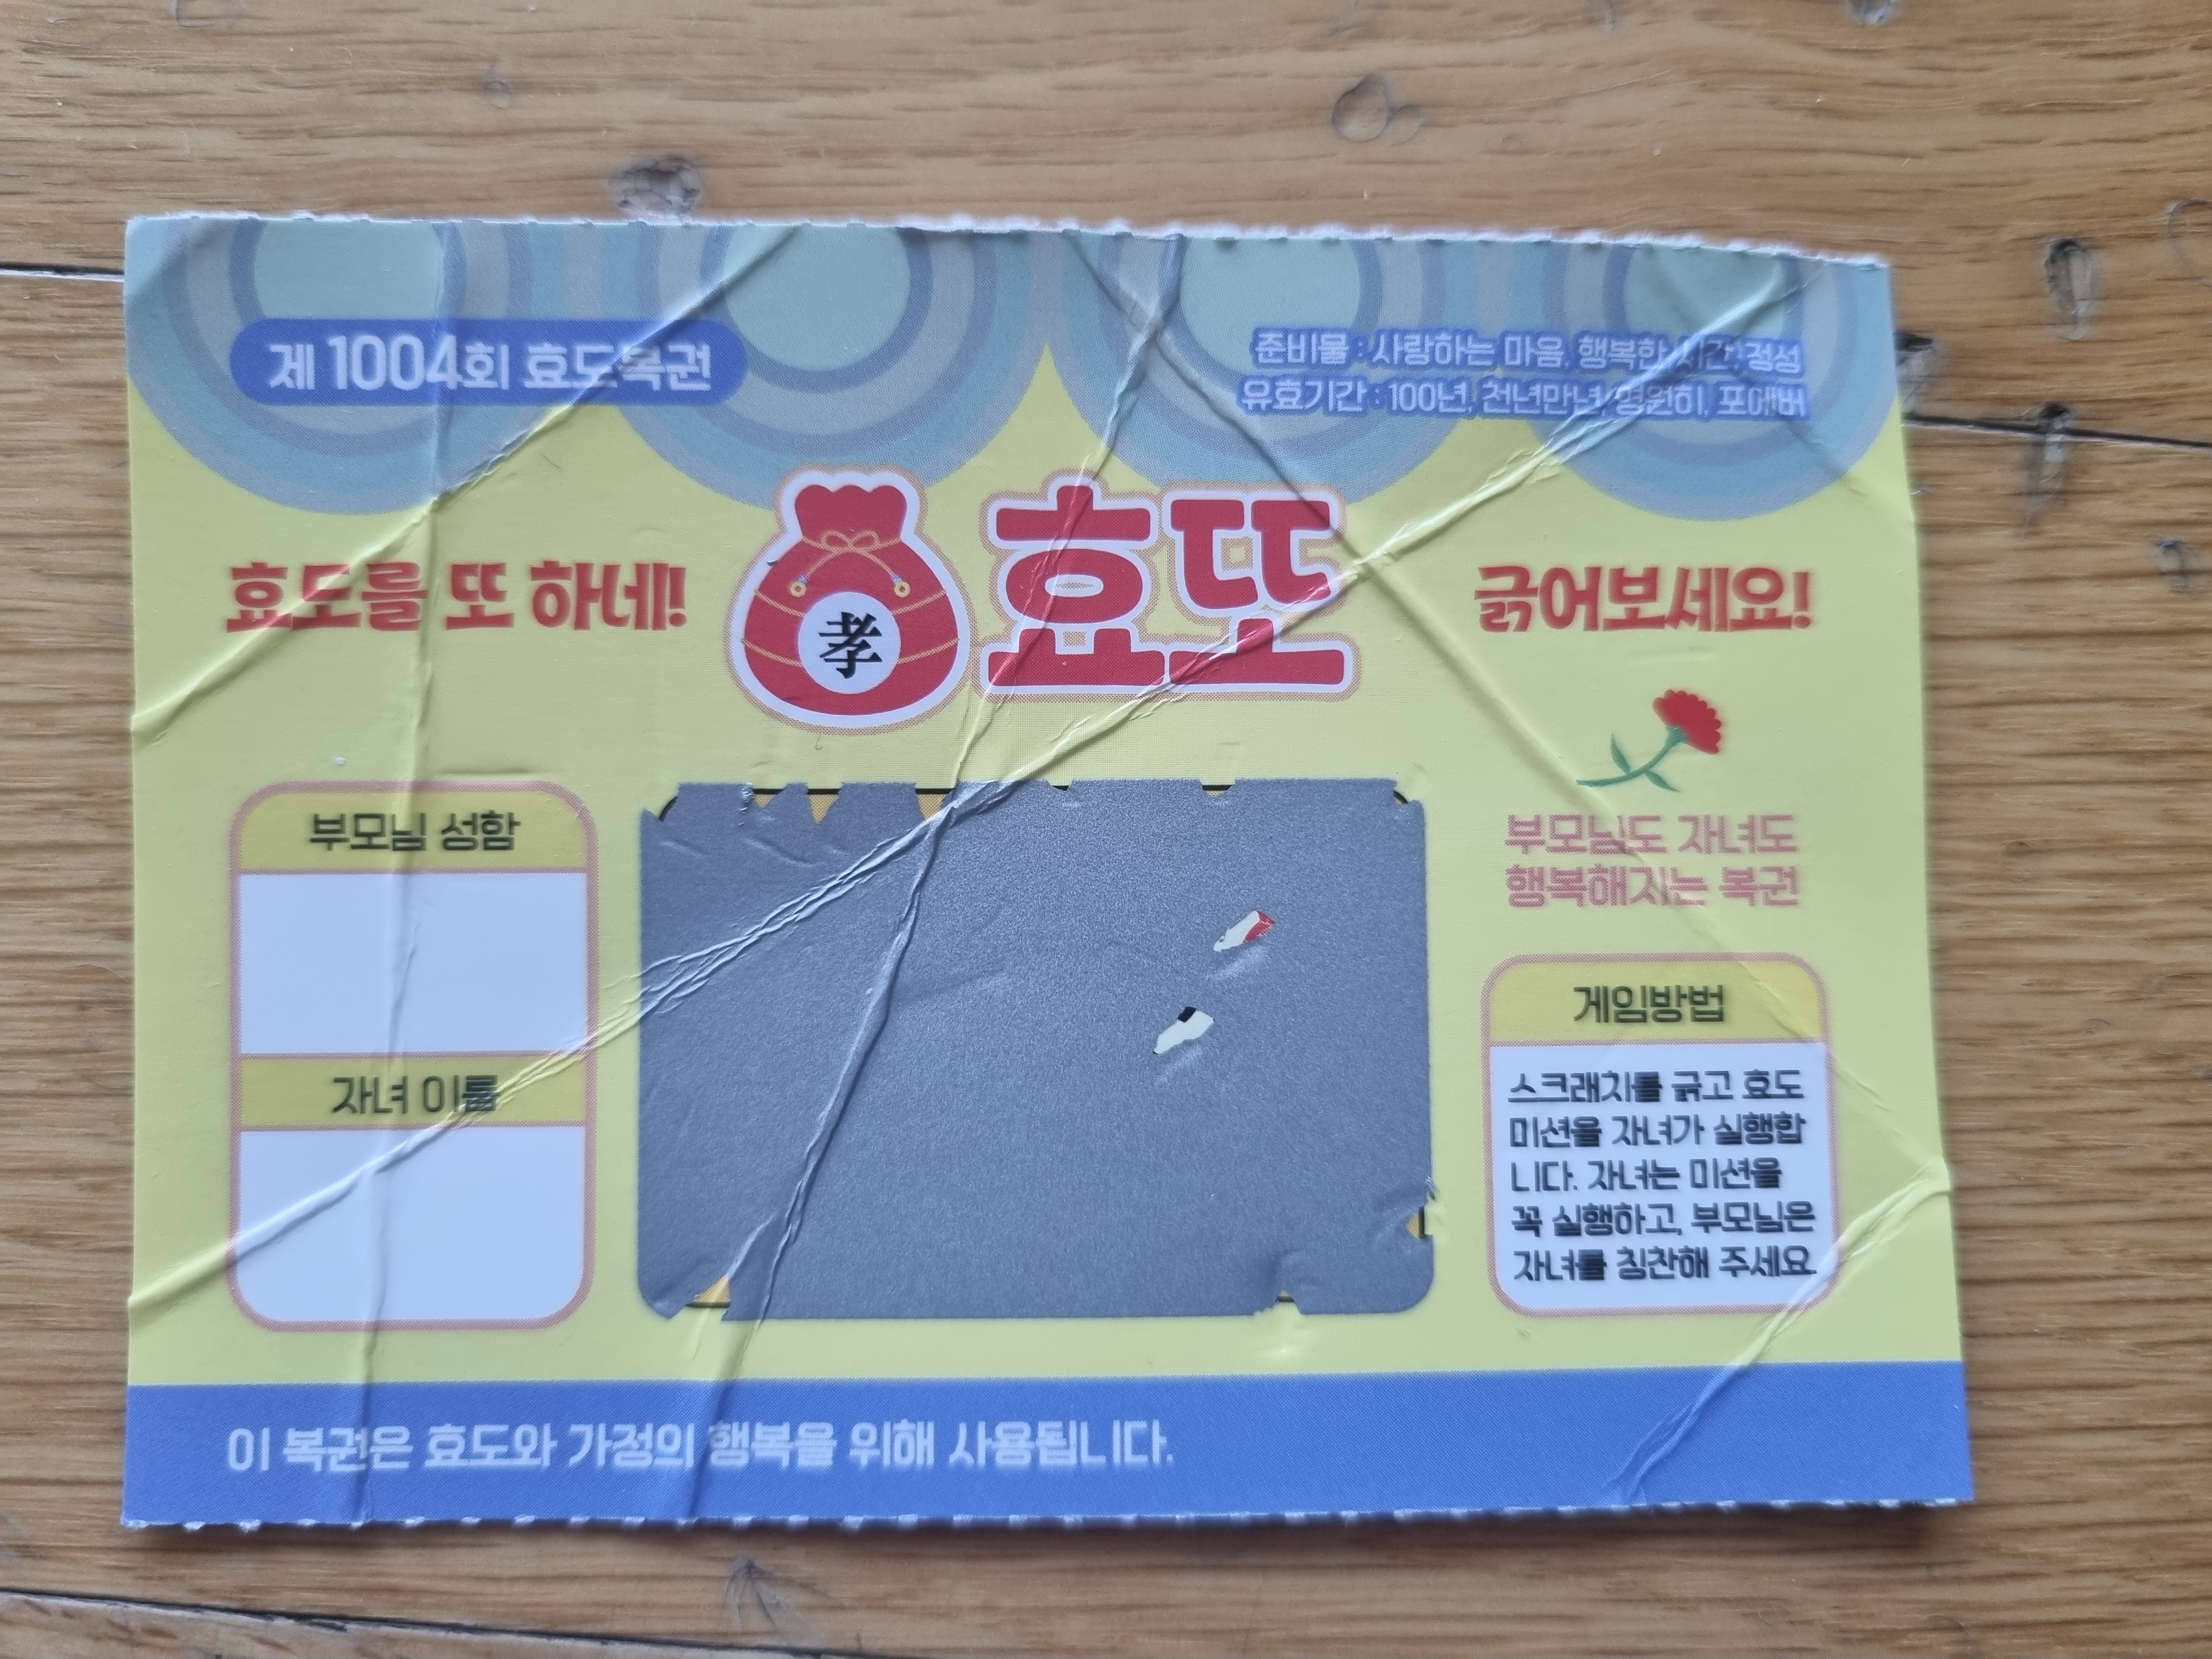 제 1004회 효도복권
준비물 : 사랑하는 마음, 행복한 시간, 정성
유효기간 : 100년, 천년만년, 영원히, 포에버
효도를 또 하네!
孝
효또
긁어보세요!
부모님도 자녀도
행복해지는 복권
부모님 성함
자녀 이름
게임방법
스크래치를 긁고 효도
미션을 자녀가 실행합
니다. 자녀는 미션을
꼭 실행하고, 부모님은
자녀를 칭찬해 주세요.
이 복권은 효도와 가정의 행복을 위해 사용됩니다.